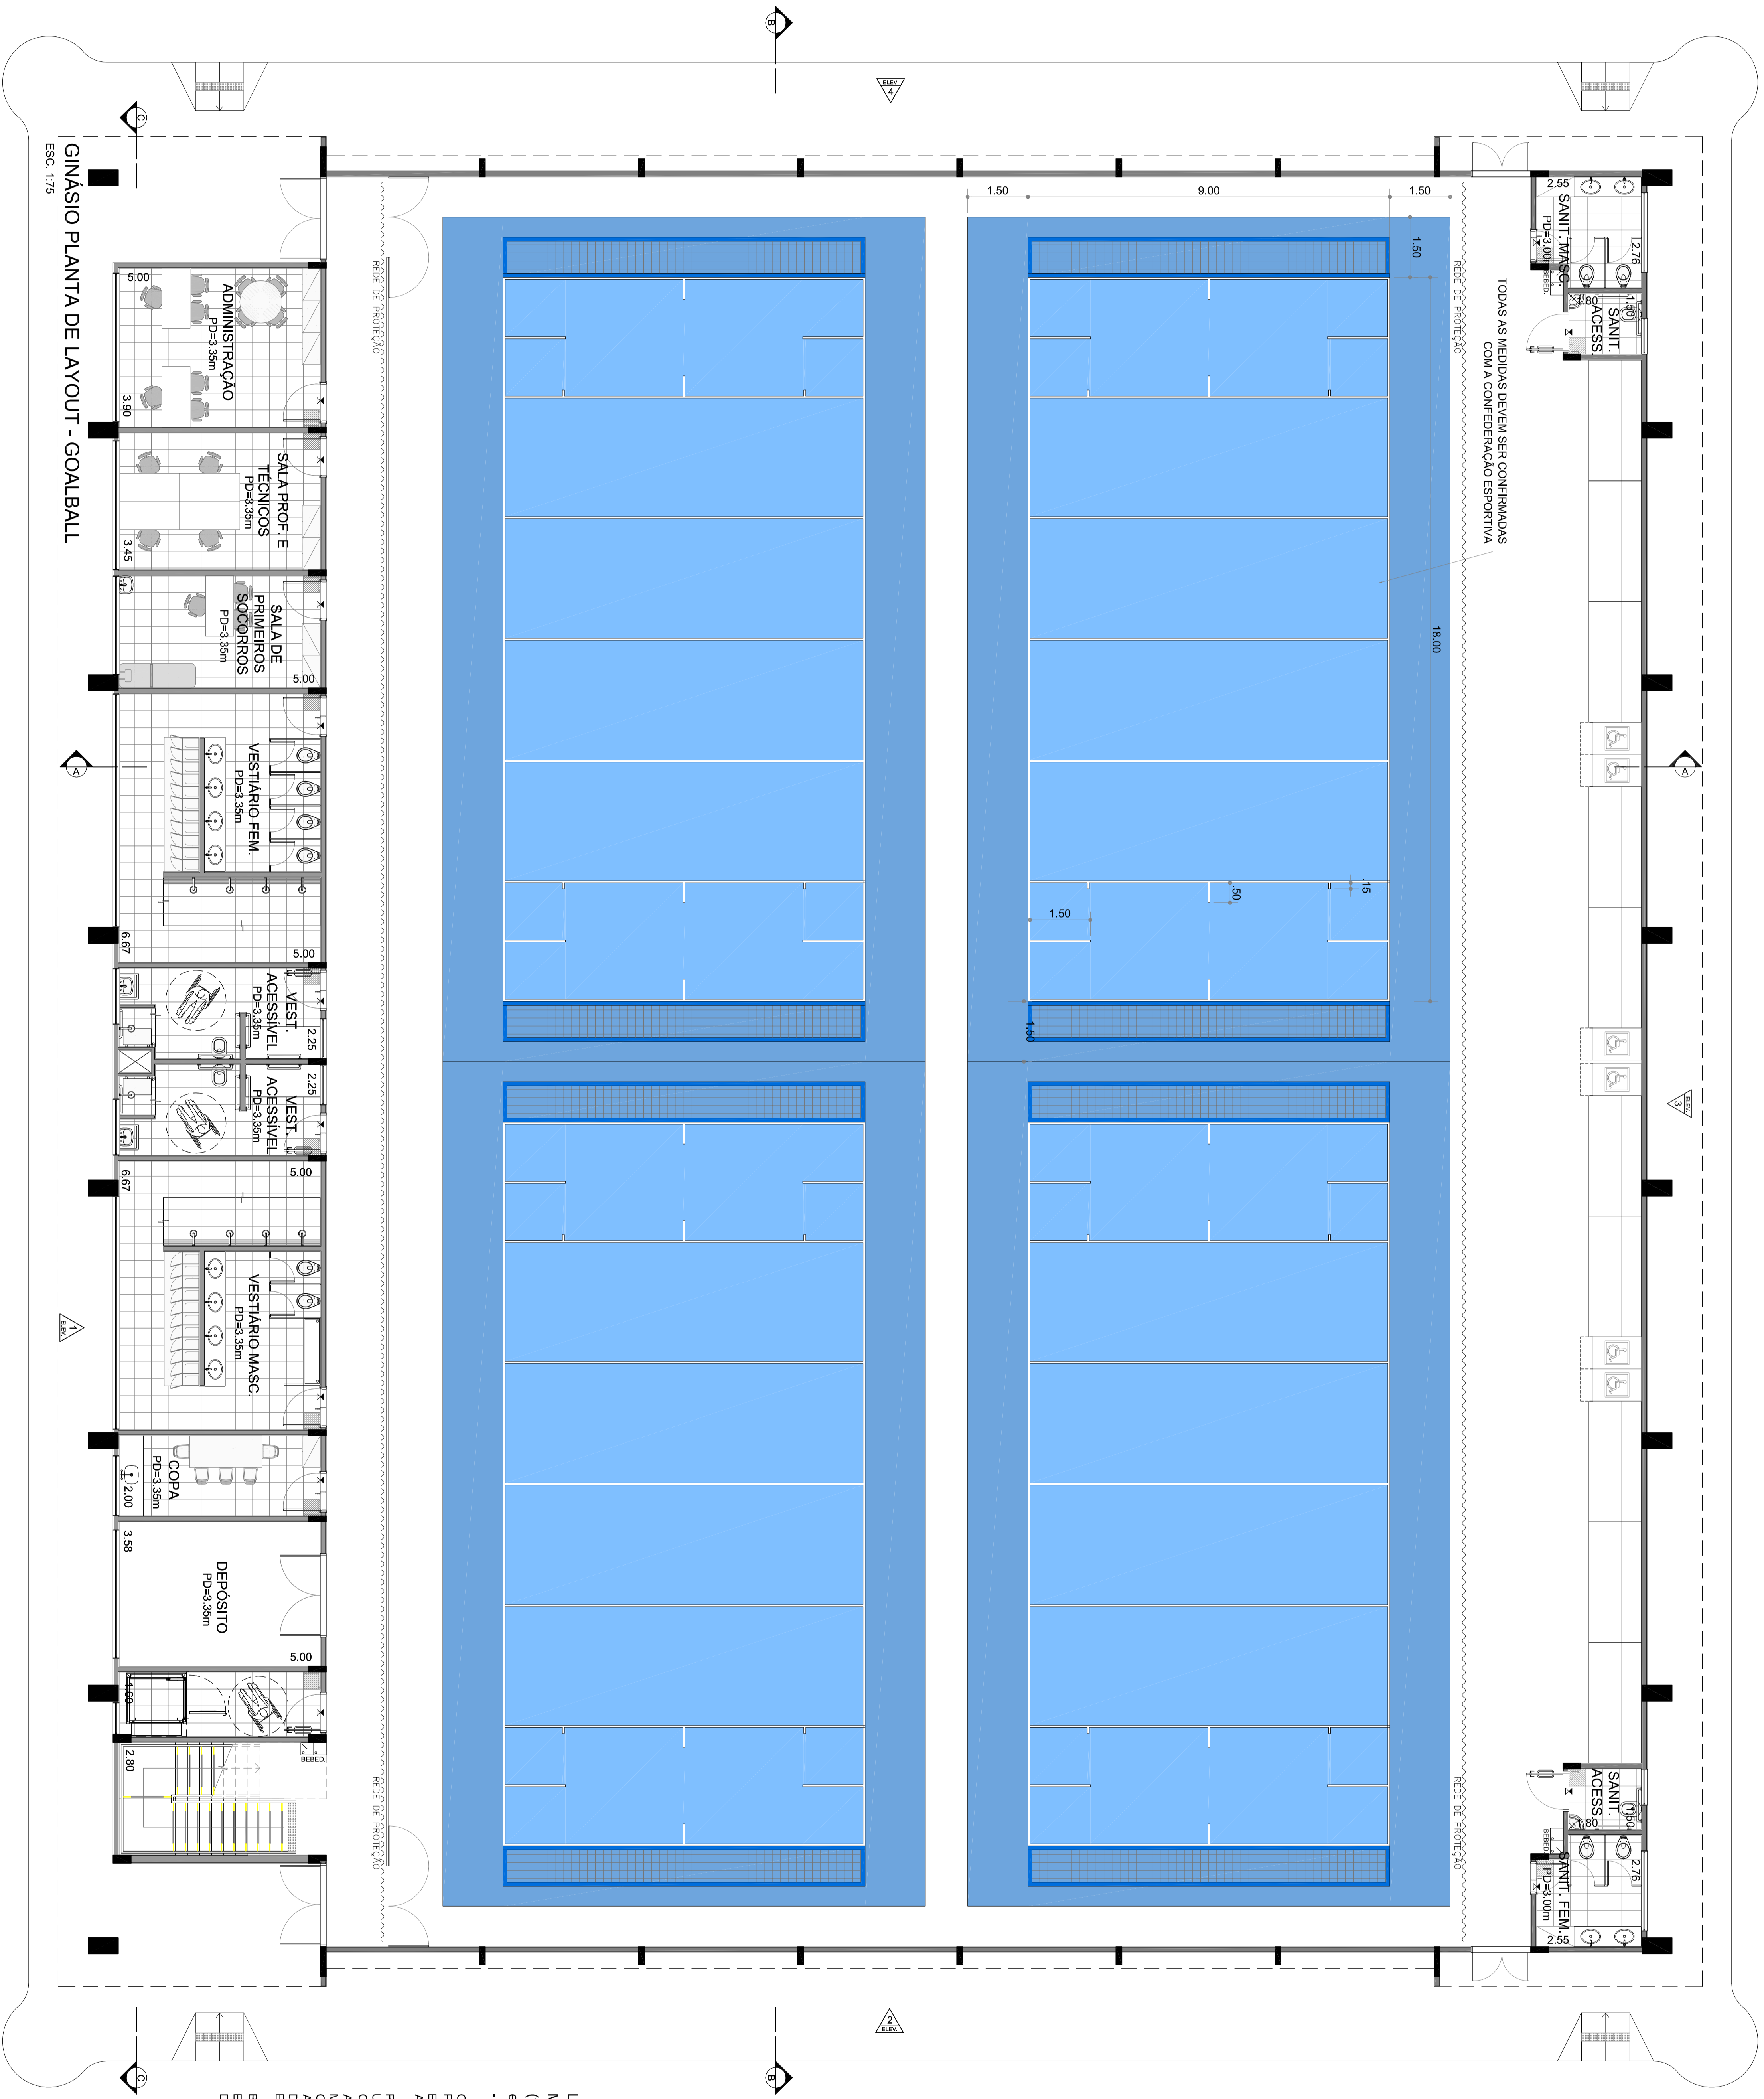 GINÁSIO PLANTA DE LAYOUT - GOALBALL
ESC. 1:75
B
ELEV.
4
C
C
B
ELEV.
2
A
A
ELEV.
3
1
ELEV.
TODAS AS MEDIDAS DEVEM SER CONFIRMADAS
COM A CONFEDERAÇÃO ESPORTIVA
REDE DE PROTEÇÃO
REDE DE PROTEÇÃO
REDE DE PROTEÇÃO
REDE DE PROTEÇÃO
1.50
9.00
1.50
1.50
18.00
.15
.50
1.50
1.50
SANIT. MASC.
PD=3.00m
2.55
2.76
BEBED.
SANIT.
ACESS.
1.80
1.50
SANIT.
ACESS.
1.80
1.50
BEBED.
SANIT. FEM.
PD=3.00m
2.76
2.55
ADMINISTRAÇÃO
PD=3.35m
5.00
3.90
SALA PROF. E
TÉCNICOS
PD=3.35m
3.45
SALA DE
PRIMEIROS
SOCORROS
PD=3.35m
5.00
VESTIÁRIO FEM.
PD=3.35m
6.67
5.00
VEST.
ACESSÍVEL
PD=3.35m
2.25
VEST.
ACESSÍVEL
PD=3.35m
2.25
5.00
6.67
VESTIÁRIO MASC.
PD=3.35m
COPA
PD=3.35m
2.00
DEPÓSITO
PD=3.35m
3.58
5.00
1.60
BEBED.
2.80